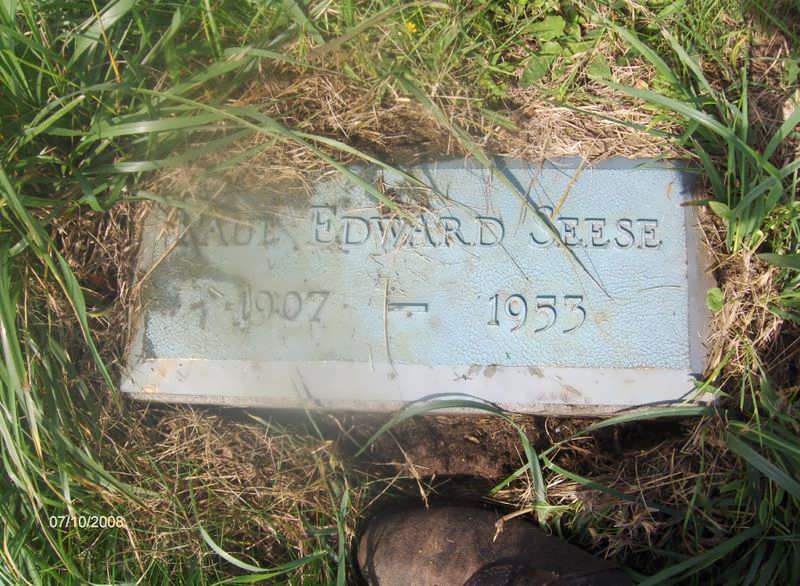 EDWARD SEESE
1907 — 1953
07/10/2008